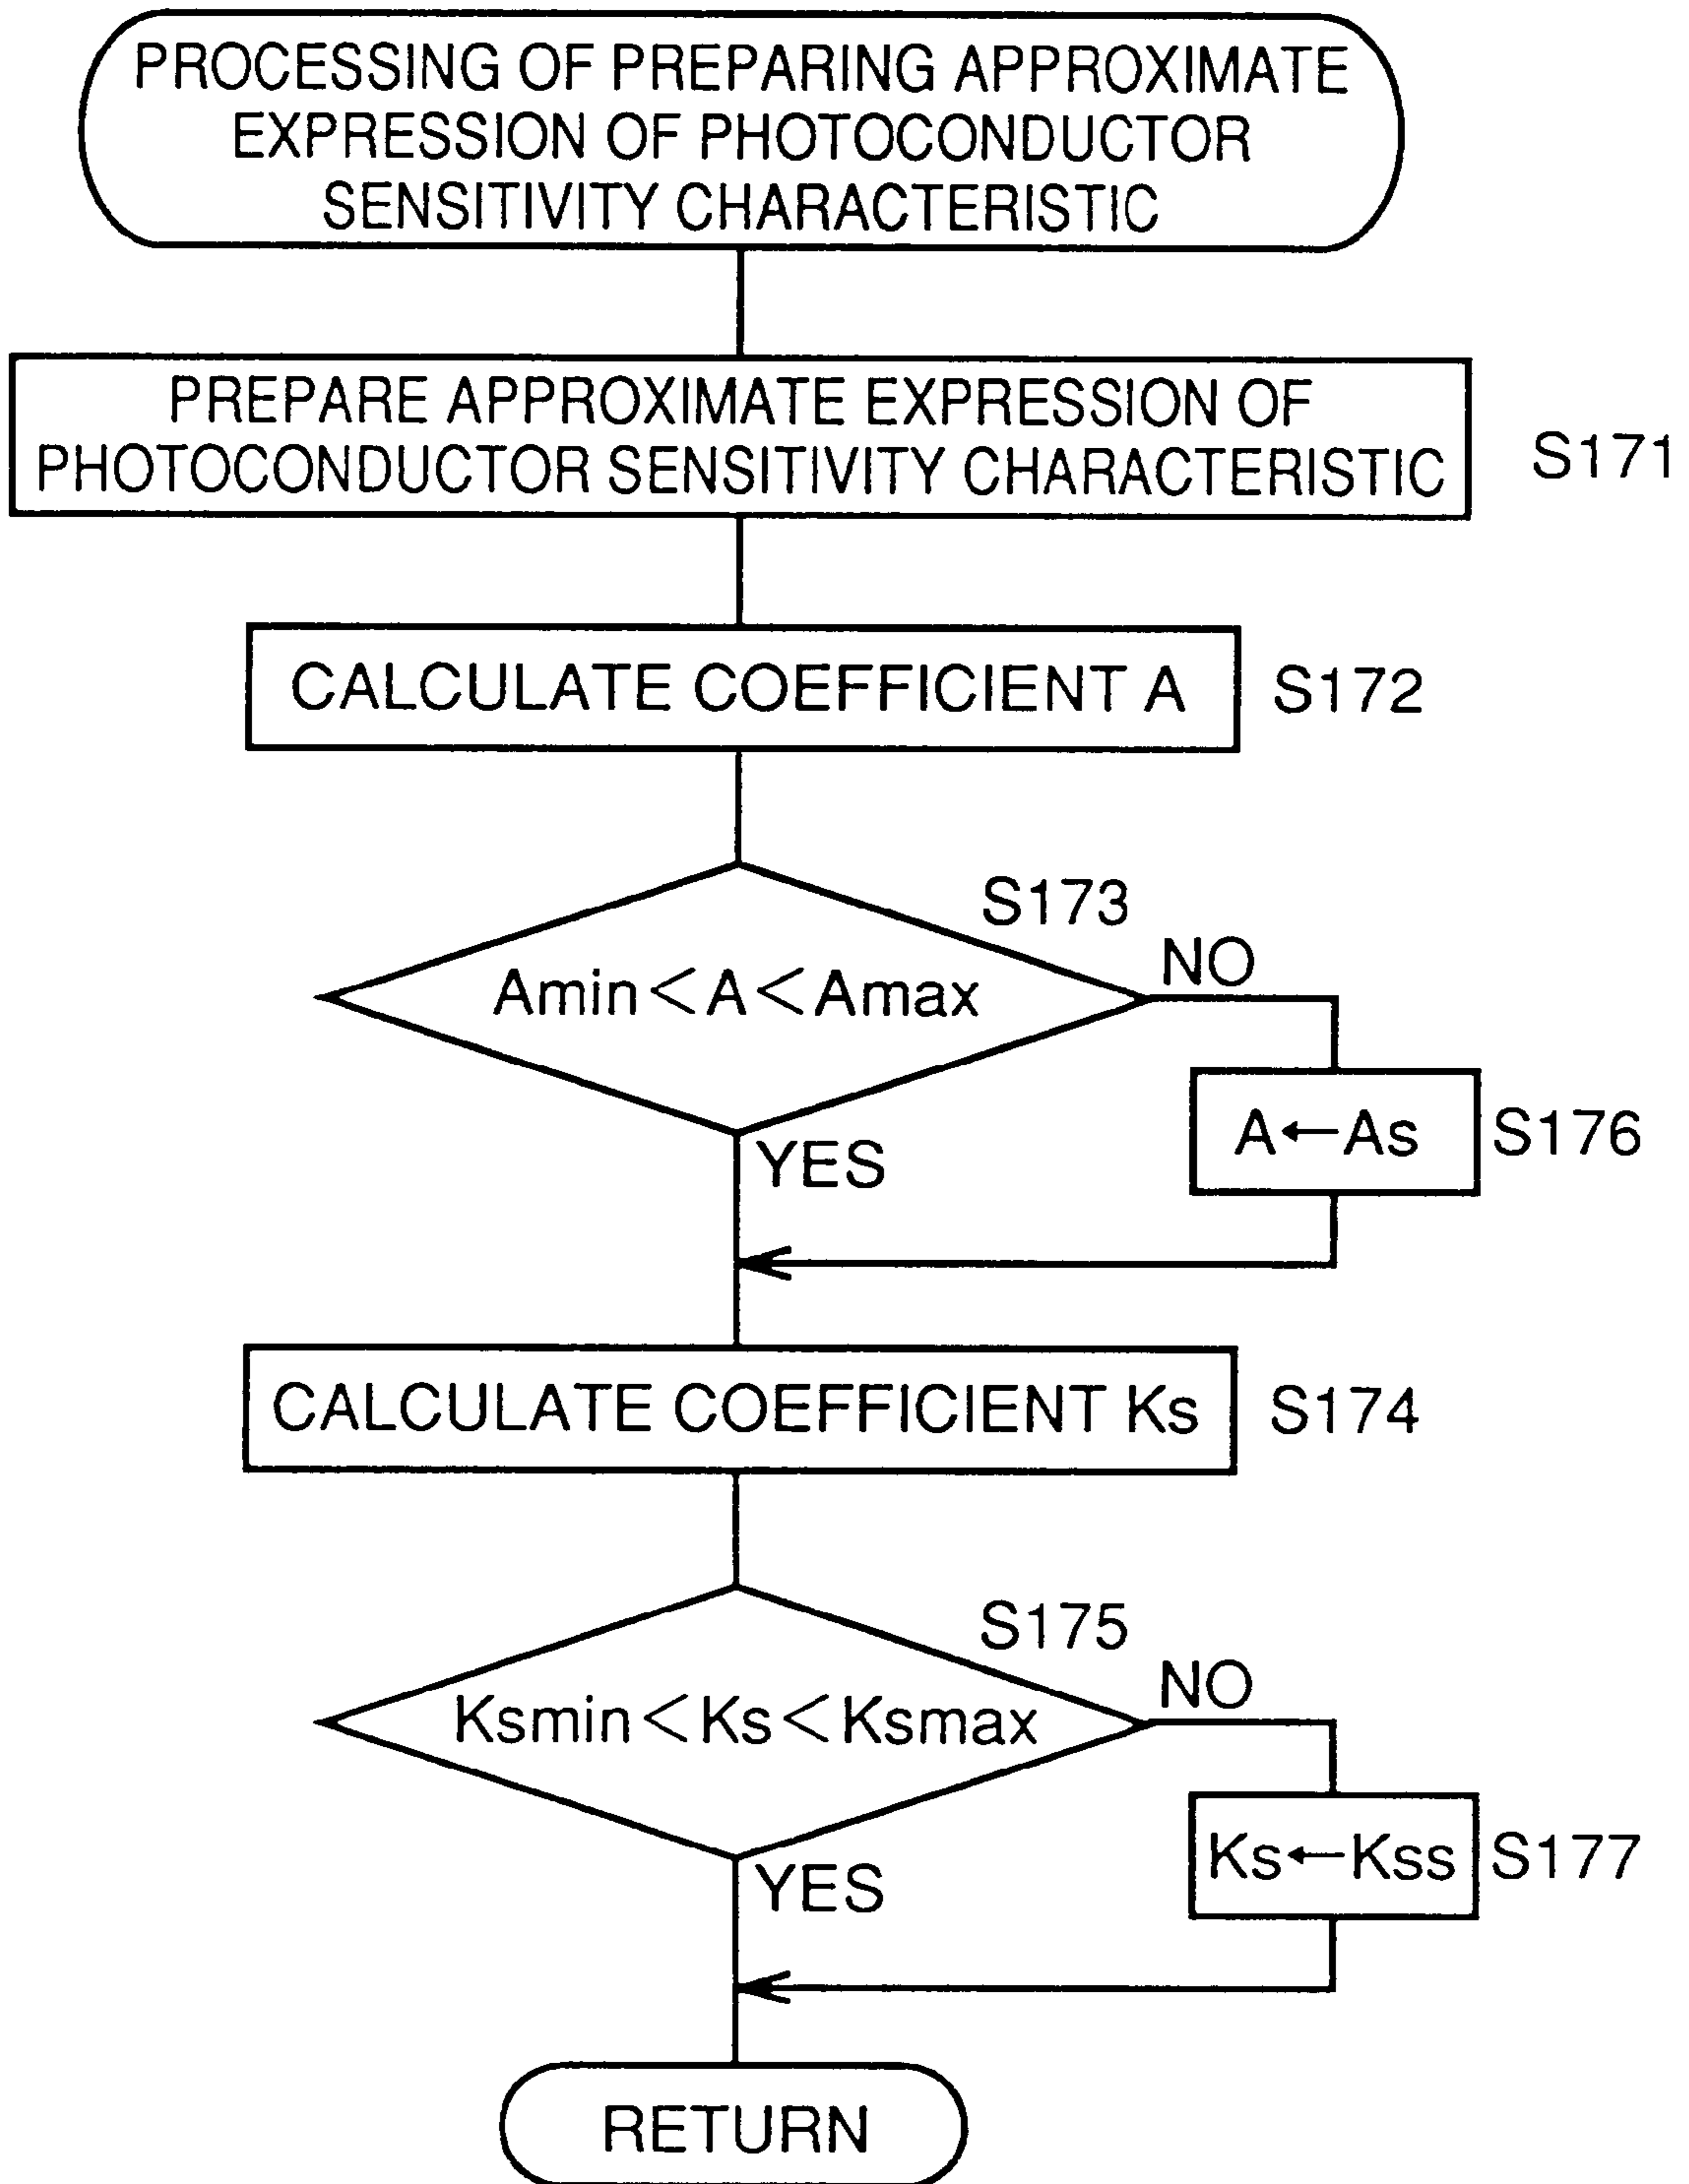 PROCESSING OF PREPARING APPROXIMATE
EXPRESSION OF PHOTOCONDUCTOR
SENSITIVITY CHARACTERISTIC
PREPARE APPROXIMATE EXPRESSION OF
PHOTOCONDUCTOR SENSITIVITY CHARACTERISTIC
S171
CALCULATE COEFFICIENT A
S172
S173
Amin<A<Amax
NO
A←As
S176
YES
CALCULATE COEFFICIENT Ks
S174
S175
Ksmin<Ks<Ksmax
NO
Ks←Kss
S177
YES
RETURN